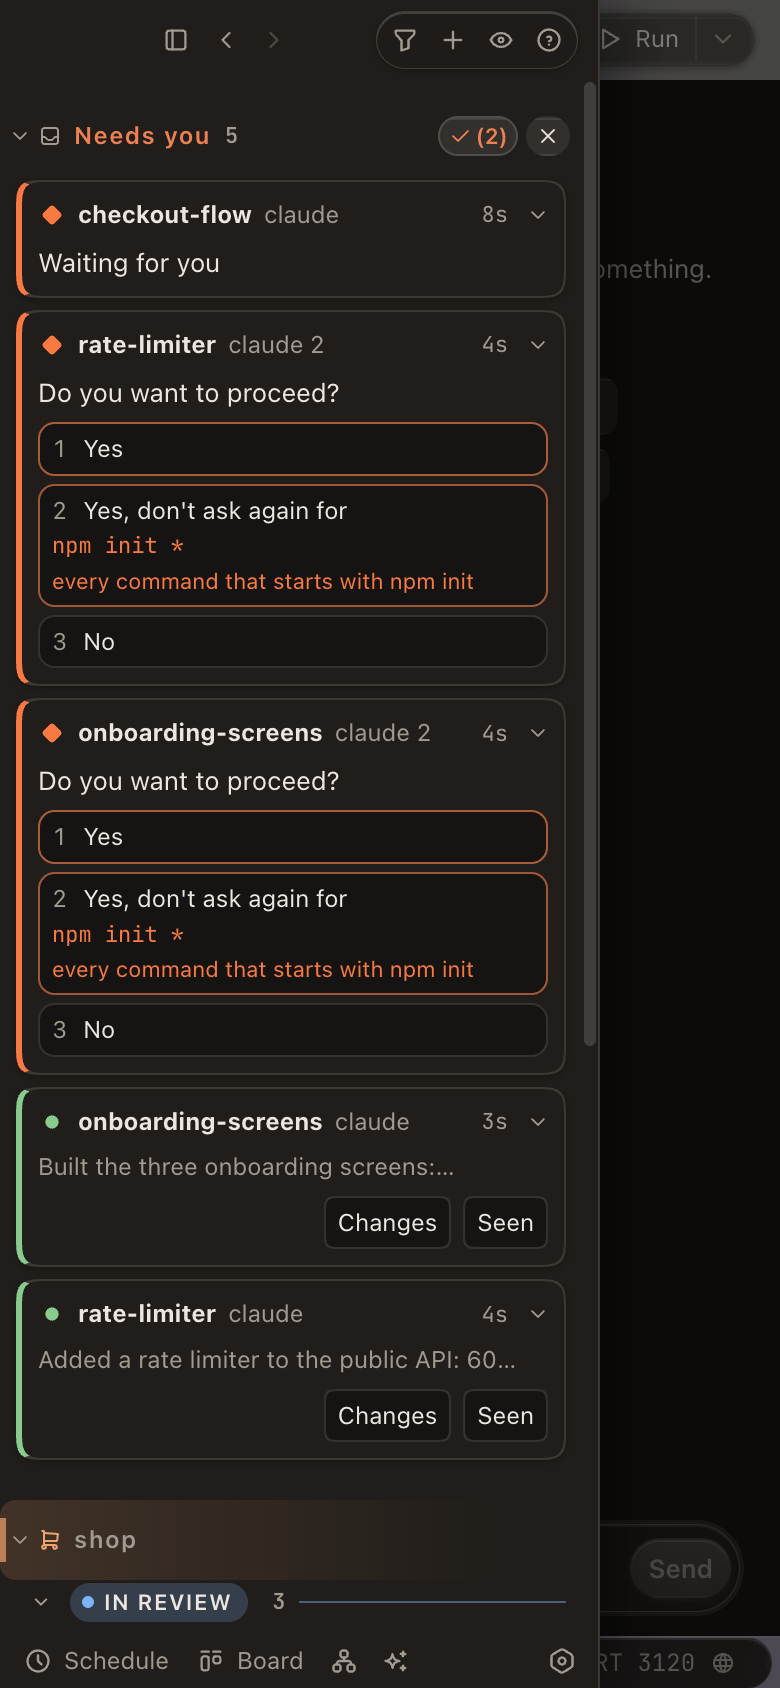 Run
Needs you 5
(2)
checkout-flow claude 8s
Waiting for you
omething.
rate-limiter claude 2 4s
Do you want to proceed?
1 Yes
2 Yes, don't ask again for
npm init *
every command that starts with npm init
3 No
onboarding-screens claude 2 4s
Do you want to proceed?
1 Yes
2 Yes, don't ask again for
npm init *
every command that starts with npm init
3 No
onboarding-screens claude 3s
Built the three onboarding screens:...
Changes Seen
rate-limiter claude 4s
Added a rate limiter to the public API: 60...
Changes Seen
shop
Send
IN REVIEW 3
Schedule Board
RT 3120